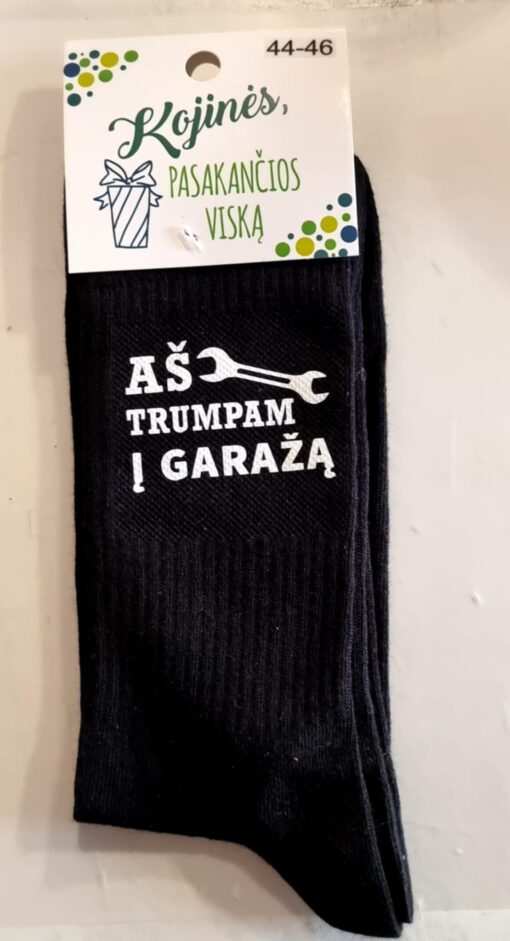 44-46
Kojinės,
PASAKANČIOS
VISKĄ
AŠ
TRUMPAM
Į GARAŽĄ